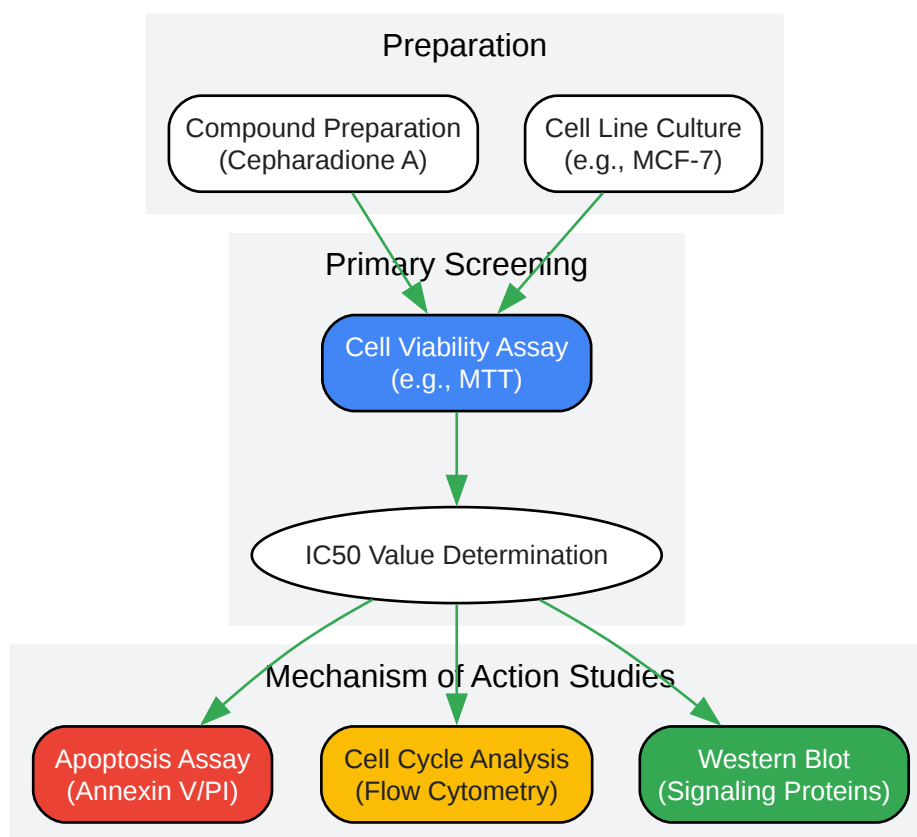 Preparation
Compound Preparation
(Cepharadione A)
Cell Line Culture
(e.g., MCF-7)
Primary Screening
Cell Viability Assay
(e.g., MTT)
IC50 Value Determination
Mechanism of Action Studies
Apoptosis Assay
(Annexin V/PI)
Cell Cycle Analysis
(Flow Cytometry)
Western Blot
(Signaling Proteins)